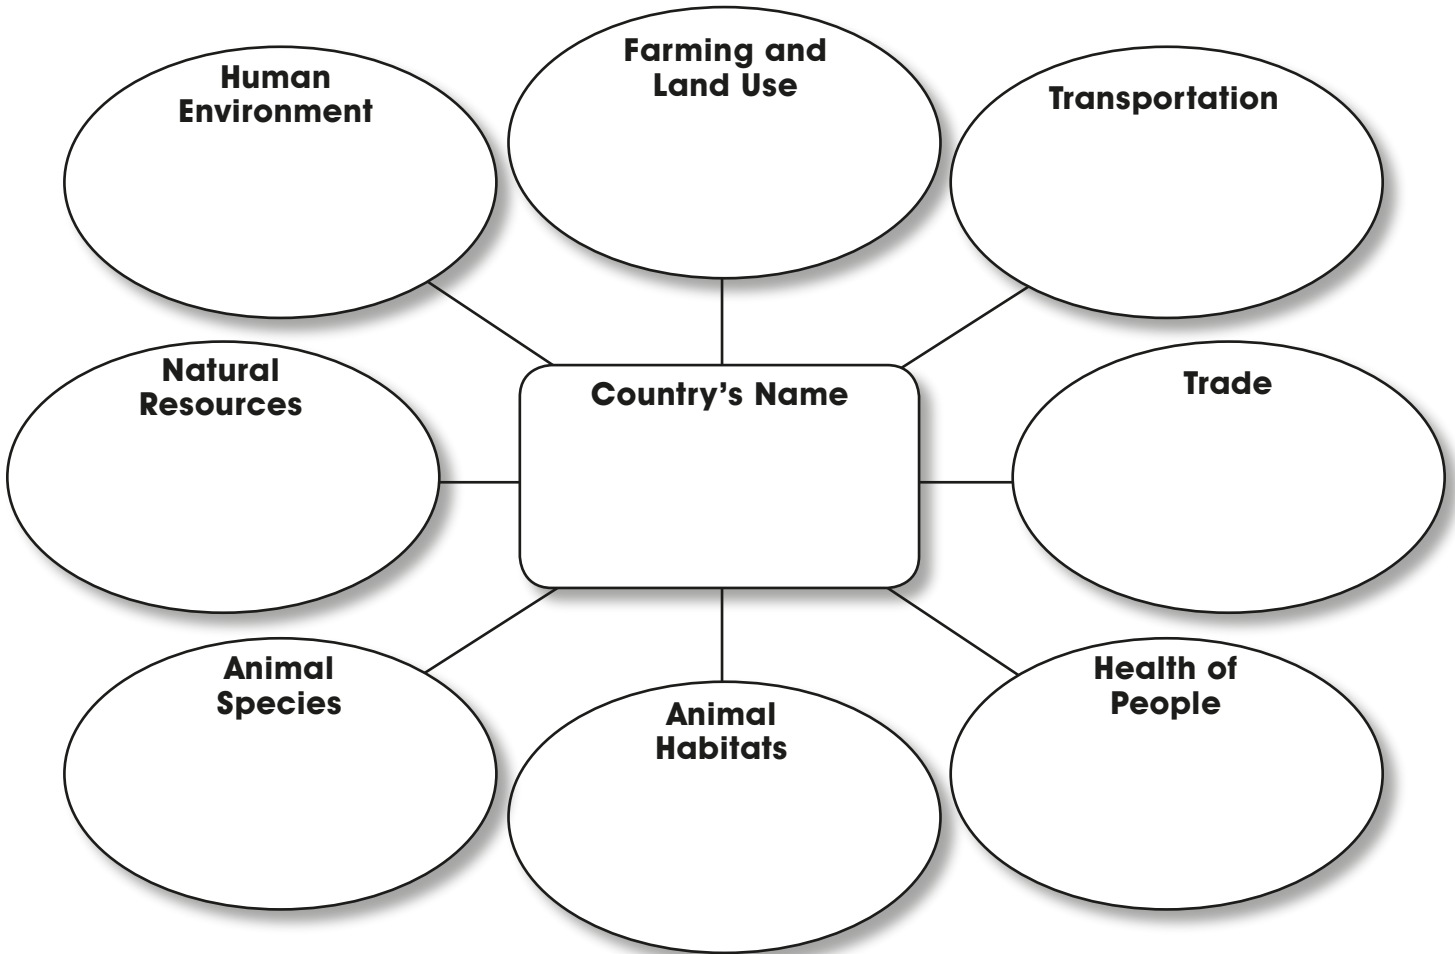 Human
Environment
Farming and
Land Use
Transportation
Natural
Resources
Country’s Name
Trade
Animal
Species
Animal
Habitats
Health of
People